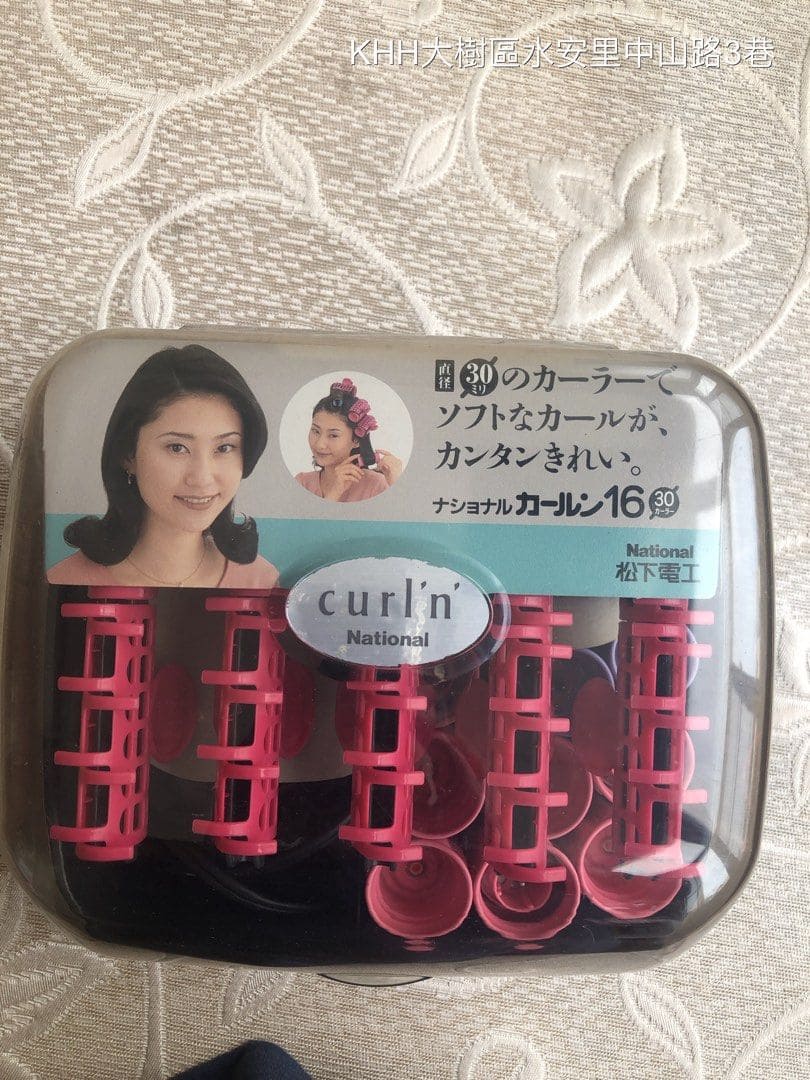 KHH大樹區水安里中山路3巷
直径30ミリのカーラーで
ソフトなカールが、
カンタンきれい。
ナショナル カールン16 30カーラー
National
松下電工
curl'n'
National